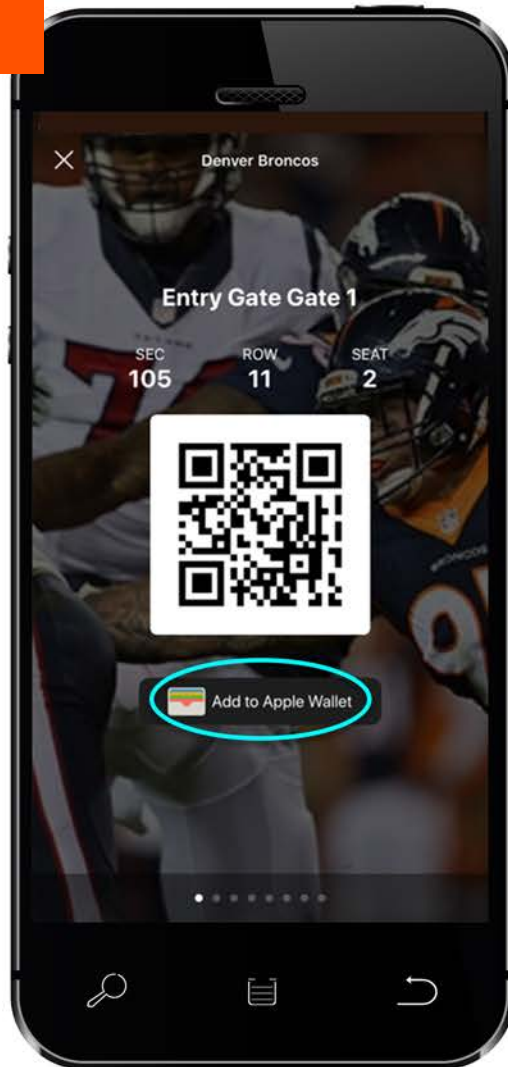 Denver Broncos
Entry Gate Gate 1
SEC ROW SEAT
105 11 2
Add to Apple Wallet